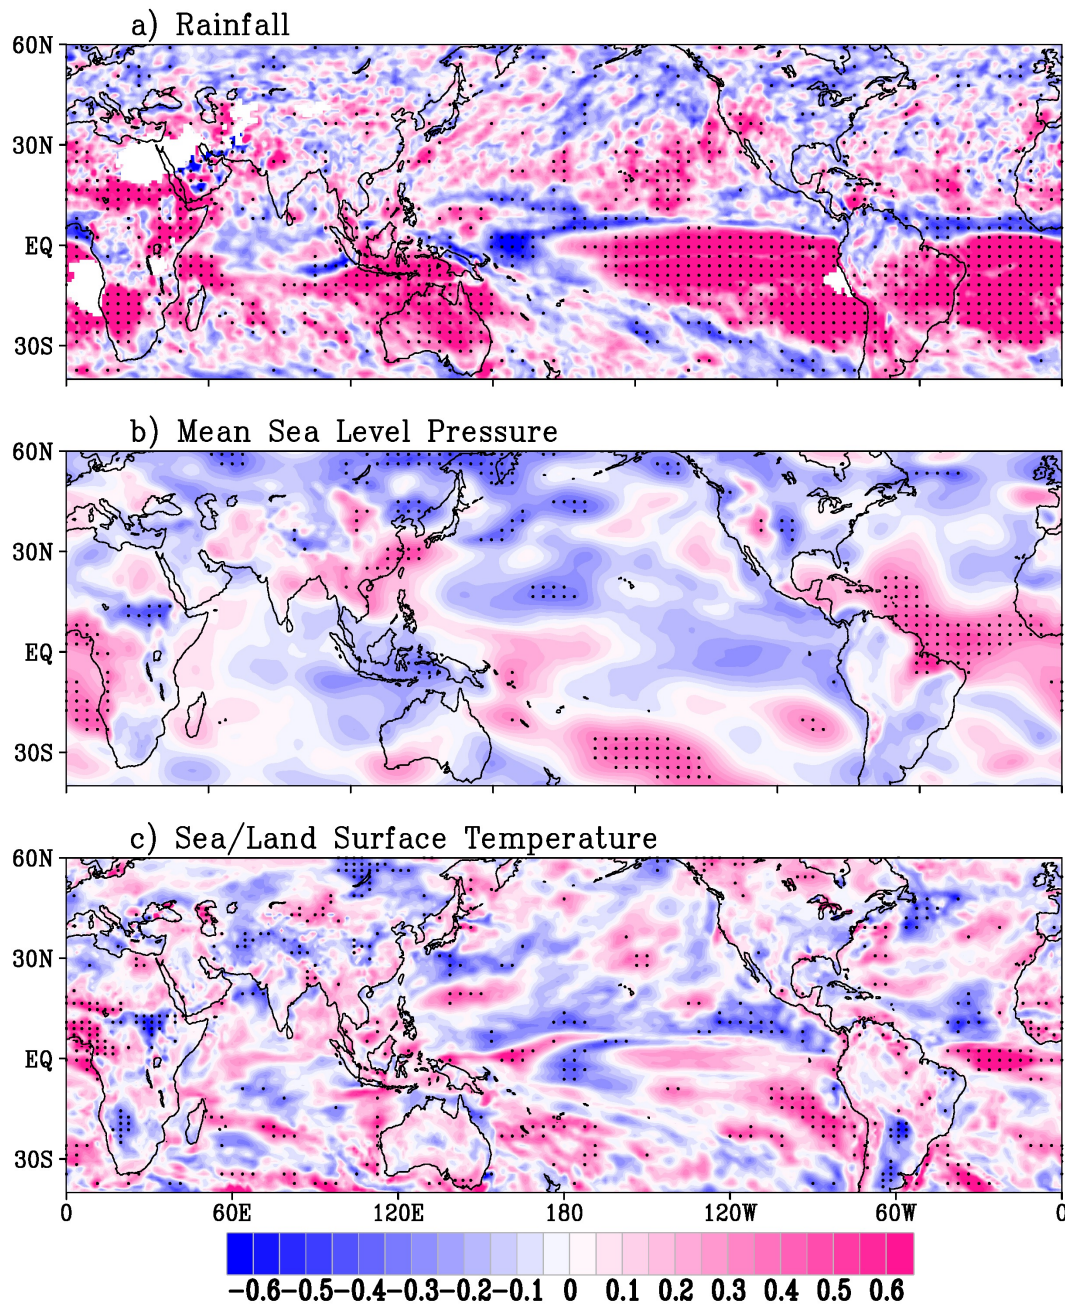 a) Rainfall
60N
30N
EQ
30S
b) Mean Sea Level Pressure
60N
30N
EQ
30S
c) Sea/Land Surface Temperature
60N
30N
EQ
30S
0 60E 120E 180 120W 60W 0
-0.6 -0.5 -0.4 -0.3 -0.2 -0.1 0 0.1 0.2 0.3 0.4 0.5 0.6